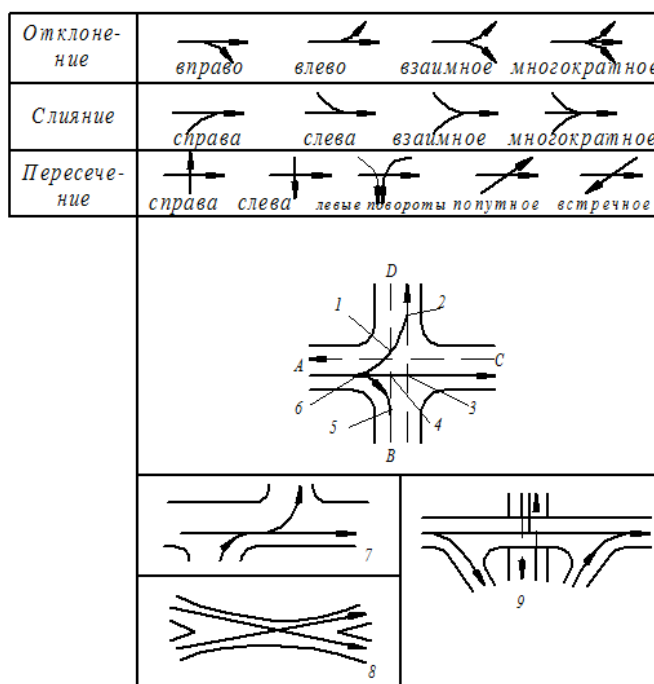 Отклоне-
ние
вправо влево взаимное многократное
Слияние
справа слева взаимное многократное
Пересече-
ние
справа слева левые повороты попутное встречное
D
1 2
A C
6 5 4 3
B
7
8
9